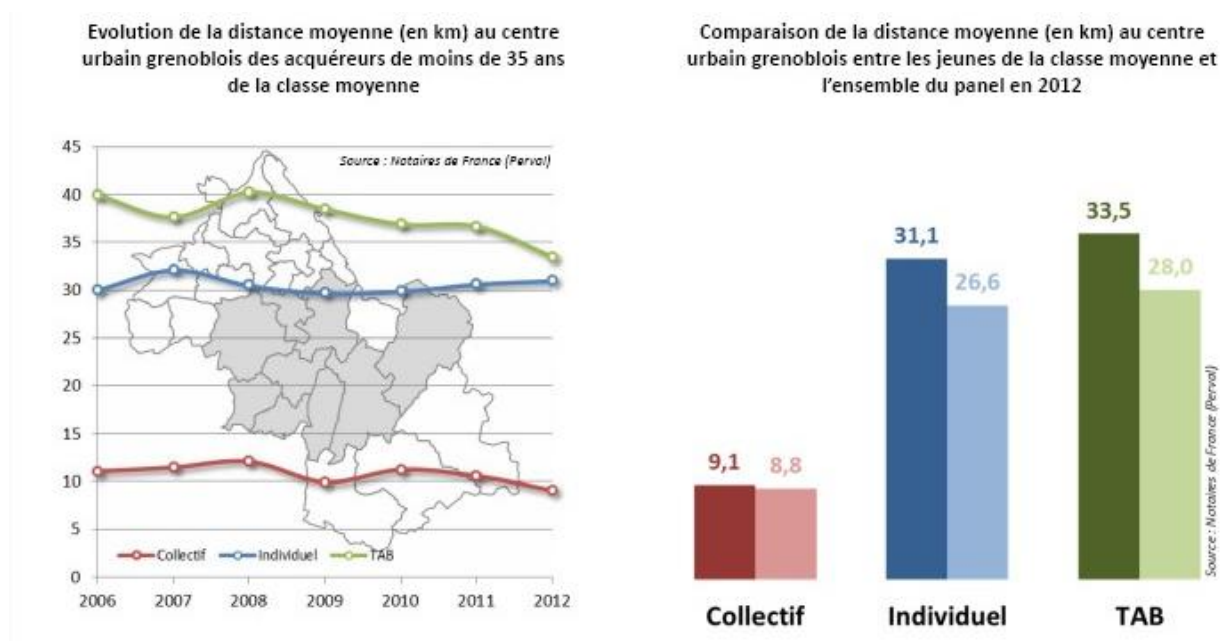 Evolution de la distance moyenne (en km) au centre
urbain grenoblois des acquéreurs de moins de 35 ans
de la classe moyenne
45
Source : Notaires de France (Perval)
40
35
30
25
20
15
10
5
Collectif
Individuel
TAB
0
2006
2007
2008
2009
2010
2011
2012
Comparaison de la distance moyenne (en km) au centre
urbain grenoblois entre les jeunes de la classe moyenne et
l'ensemble du panel en 2012
33,5
31,1
28,0
26,6
9,1
8,8
Source : Notaires de France (Perval)
Collectif
Individuel
TAB